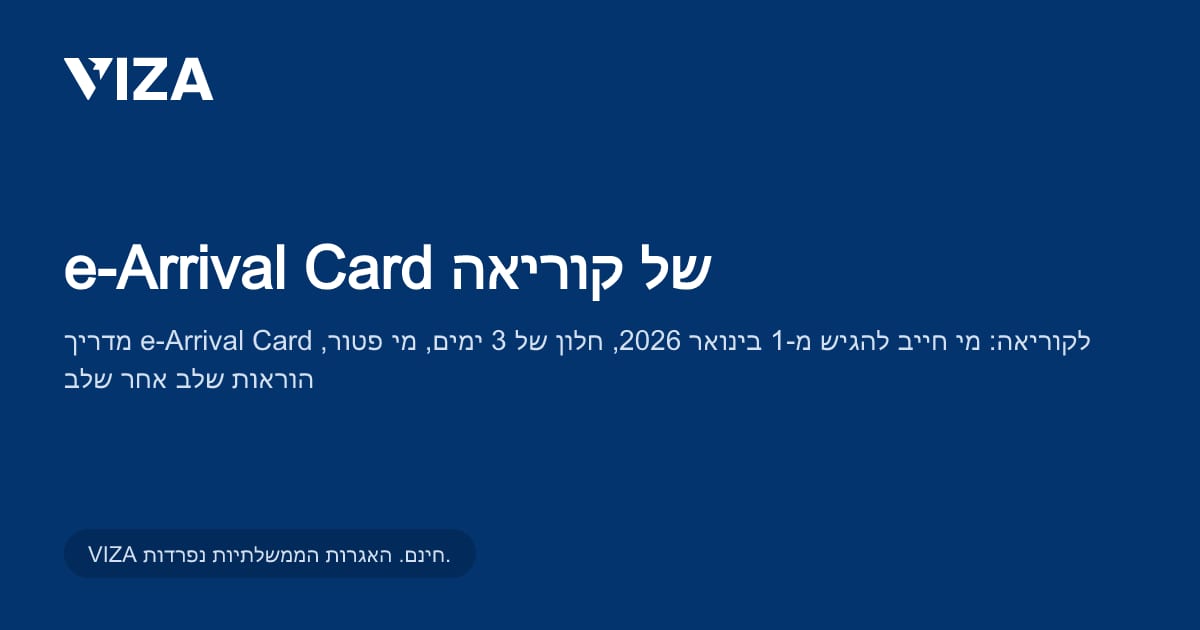 VIZA
e-Arrival Card של קוריאה
מדריך e-Arrival Card לקוריאה: מי חייב להגיש מ-1 בינואר 2026, חלון של 3 ימים, מי פטור,
הוראות שלב אחר שלב
VIZA חינם. האגרות הממשלתיות נפרדות.